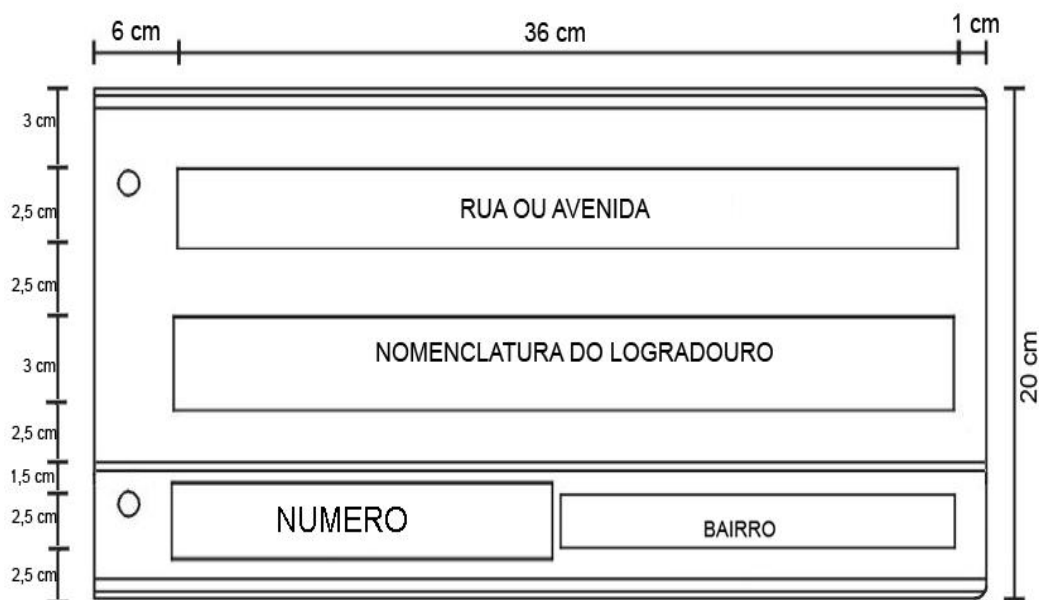 6 cm 36 cm 1 cm
3 cm
2,5 cm
RUA OU AVENIDA
2,5 cm
NOMENCLATURA DO LOGRADOURO
3 cm
20 cm
2,5 cm
1,5 cm
2,5 cm
NUMERO
BAIRRO
2,5 cm